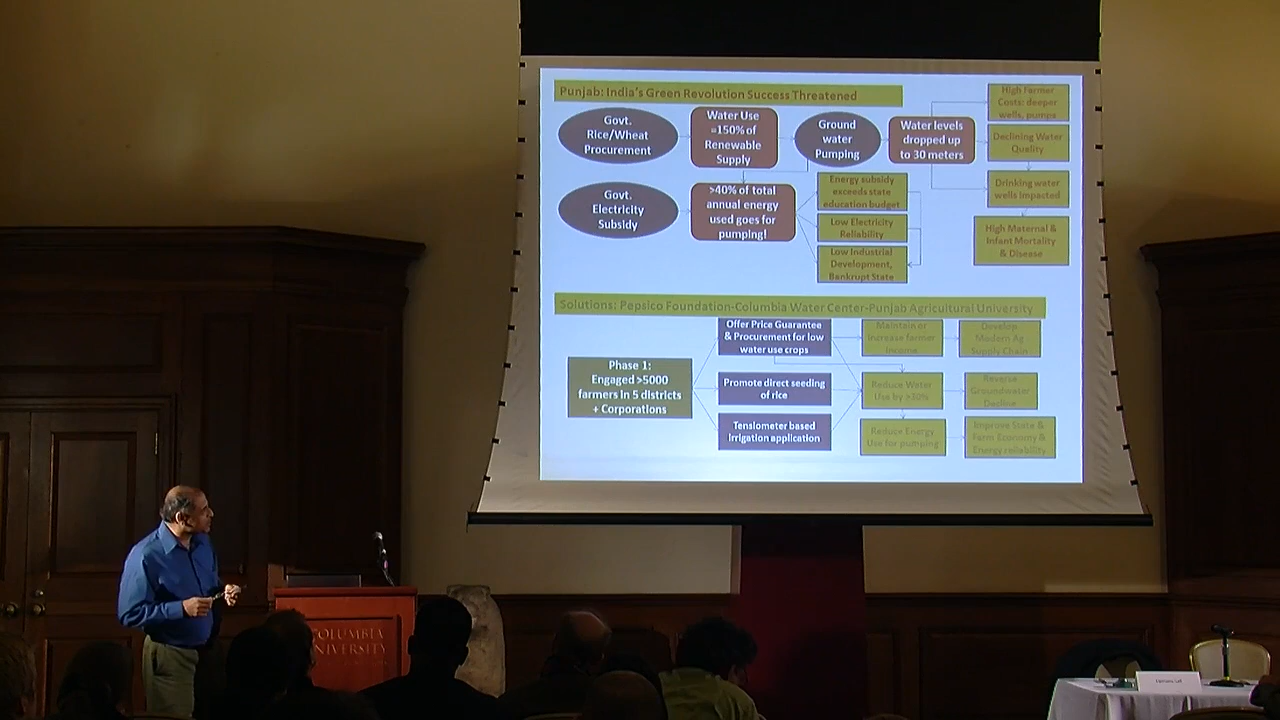 Punjab: India's Green Revolution Success Threatened
Govt.
Rice/Wheat
Procurement
Water Use
=150% of
Renewable
Supply
Ground
water
Pumping
Water levels
dropped up
to 30 meters
High Farmer
Costs: deeper
wells, pumps
Declining Water
Quality
Drinking water
wells impacted
High Maternal &
Infant Mortality
& Disease
Govt.
Electricity
Subsidy
>40% of total
annual energy
used goes for
pumping!
Energy subsidy
exceeds state
education budget
Low Electricity
Reliability
Low Industrial
Development,
Bankrupt State
Solutions: Pepsico Foundation-Columbia Water Center-Punjab Agricultural University
Phase 1:
Engaged >5000
farmers in 5 districts
+ Corporations
Offer Price Guarantee
& Procurement for low
water use crops
Promote direct seeding
of rice
Tensiometer based
Irrigation application
Maintain or
increase farmer
income
Develop
Modern Ag
Supply Chain
Reduce Water
Use by >30%
Reverse
Groundwater
Decline
Reduce Energy
Use for pumping
Improve State &
Farm Economy &
Energy reliability
COLUMBIA
UNIVERSITY